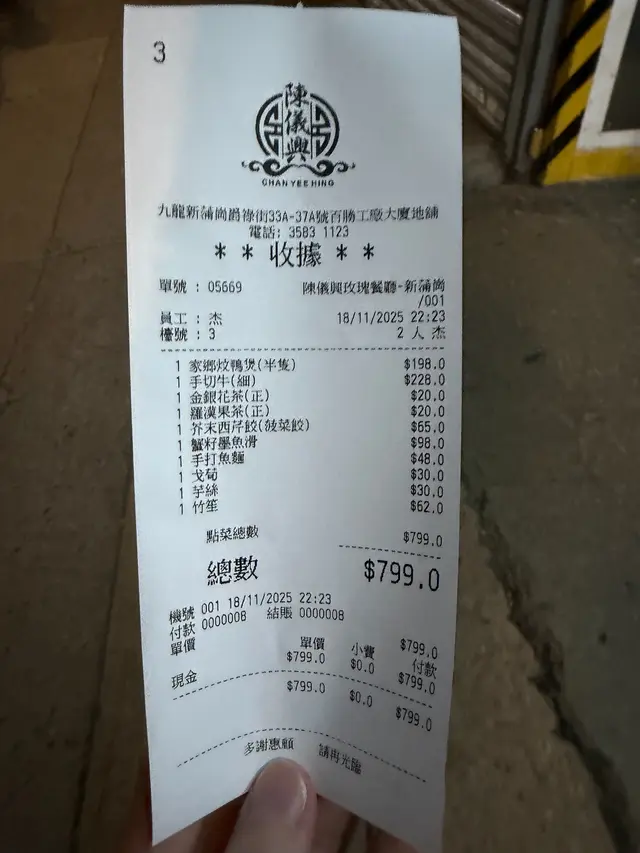 3
陳儀興
CHAN YEE HING
九龍新蒲崗爵祿街33A-37A號百勝工廠大廈地舖
電話: 3583 1123
* * 收據 * *
單號 : 05669 陳儀興玫瑰餐廳-新蒲崗
/001
員工 : 杰 18/11/2025 22:23
檯號 : 3 2 人 杰
1 家鄉炆鴨煲(半隻) $198.0
1 手切牛(細) $228.0
1 金銀花茶(正) $20.0
1 羅漢果茶(正) $20.0
1 芥末西芹餃(菠菜餃) $65.0
1 蟹籽墨魚滑 $98.0
1 手打魚麵 $48.0
1 戈筍 $30.0
1 芋絲 $30.0
1 竹笙 $62.0
點菜總數 $799.0
總數 $799.0
機號 001 18/11/2025 22:23
付款 0000008 結賬 0000008
單價 $799.0
單價 小費 付款
$799.0 $0.0 $799.0
現金
$799.0 $0.0 $799.0
多謝惠顧 請再光臨